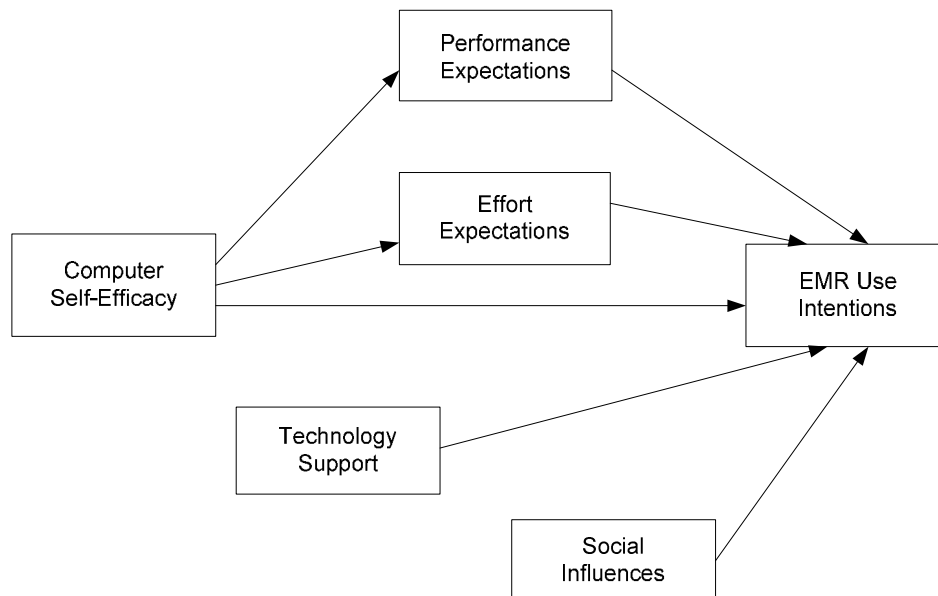 Performance
Expectations
Effort
Expectations
Computer
Self-Efficacy
EMR Use
Intentions
Technology
Support
Social
Influences